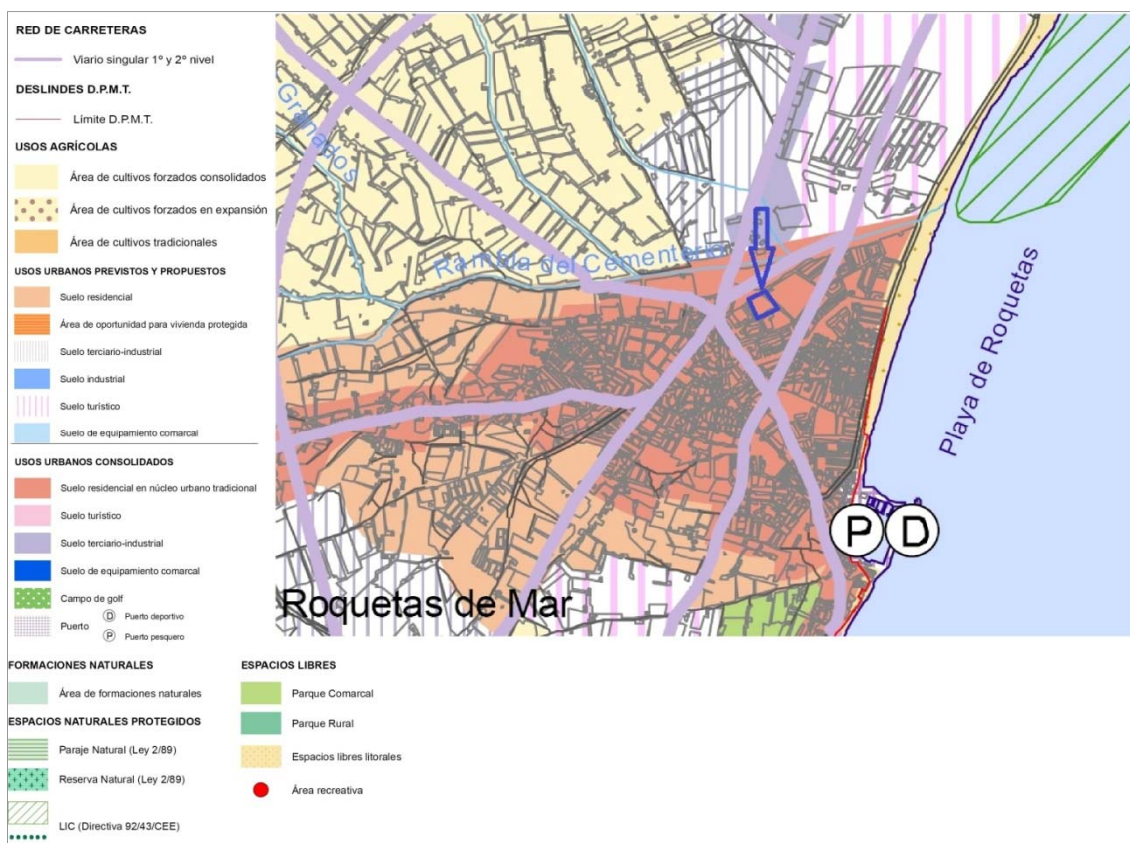 RED DE CARRETERAS
Viario singular 1º y 2º nivel
DESLINDES D.P.M.T.
Límite D.P.M.T.
USOS AGRÍCOLAS
Área de cultivos forzados consolidados
Área de cultivos forzados en expansión
Área de cultivos tradicionales
USOS URBANOS PREVISTOS Y PROPUESTOS
Suelo residencial
Área de oportunidad para vivienda protegida
Suelo terciario-industrial
Suelo industrial
Suelo turístico
Suelo de equipamiento comarcal
USOS URBANOS CONSOLIDADOS
Suelo residencial en núcleo urbano tradicional
Suelo turístico
Suelo terciario-industrial
Suelo de equipamiento comarcal
Campo de golf
Puerto
D Puerto deportivo
P Puerto pesquero
FORMACIONES NATURALES
Área de formaciones naturales
ESPACIOS NATURALES PROTEGIDOS
Paraje Natural (Ley 2/89)
Reserva Natural (Ley 2/89)
LIC (Directiva 92/43/CEE)
ESPACIOS LIBRES
Parque Comarcal
Parque Rural
Espacios libres litorales
Área recreativa
Granados
Rambla del Cementerio
Playa de Roquetas
P D
Roquetas de Mar